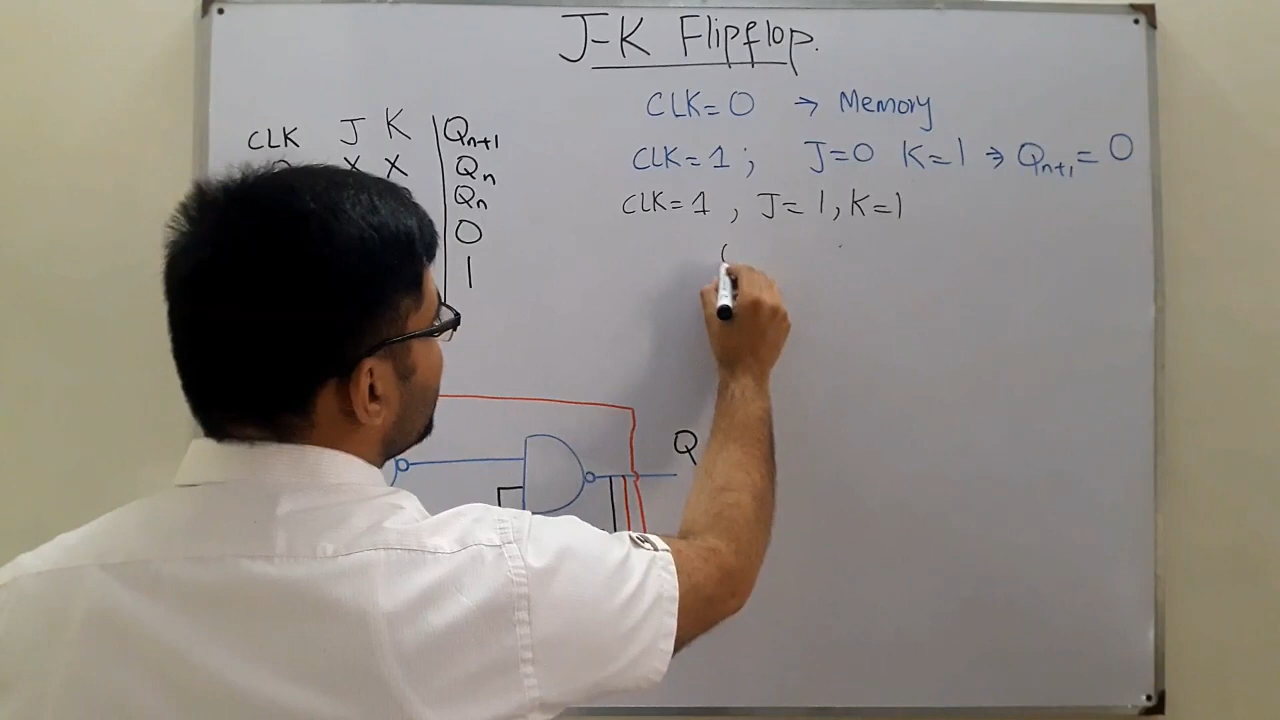 J-K Flipflop.
CLK=0 → Memory
CLK=1; J=0 K=1 → Qn+1=0
CLK=1, J=1, K=1
CLK J K Qn+1
X X Qn
Qn
0
1
Q